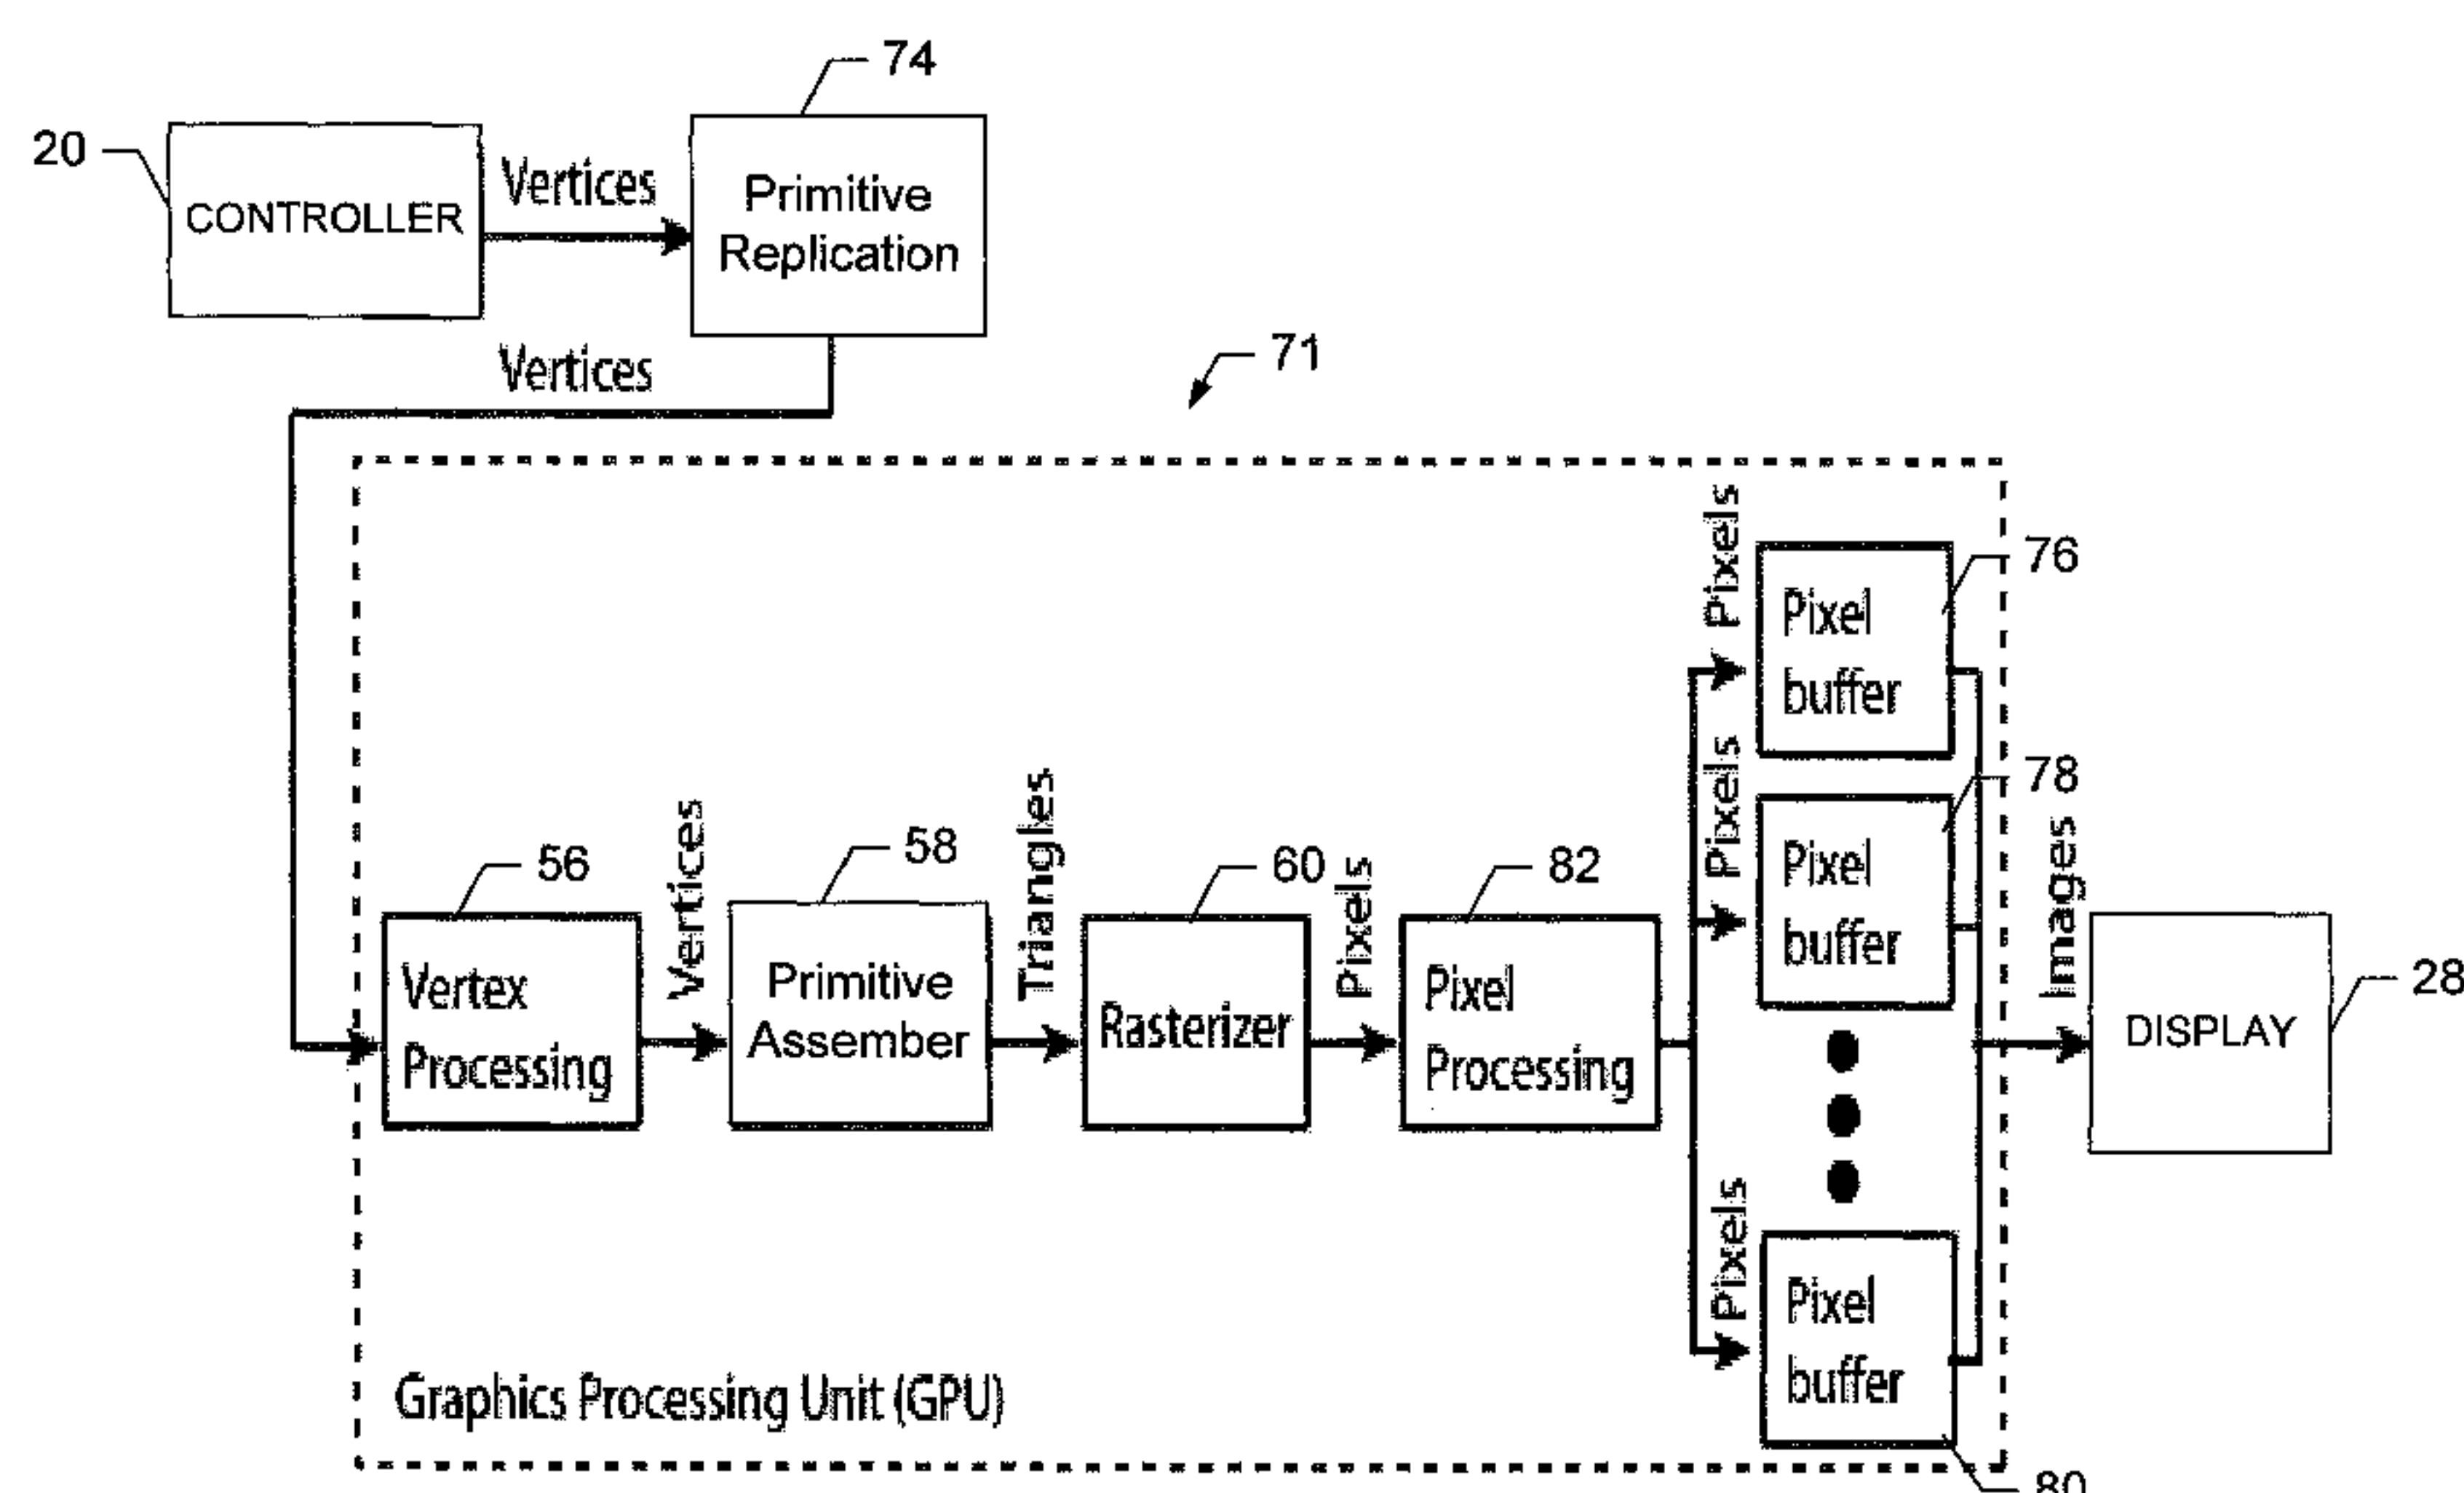 74
20
CONTROLLER
Vertices
Primitive
Replication
Vertices
71
Pixels
76
Pixel
buffer
Pixels
78
Pixel
buffer
Images
56
Vertex
Processing
Vertices
58
Primitive
Assember
Triangles
60
Rasterizer
Pixels
82
Pixel
Processing
28
DISPLAY
Pixels
Pixel
buffer
80
Graphics Processing Unit (GPU)